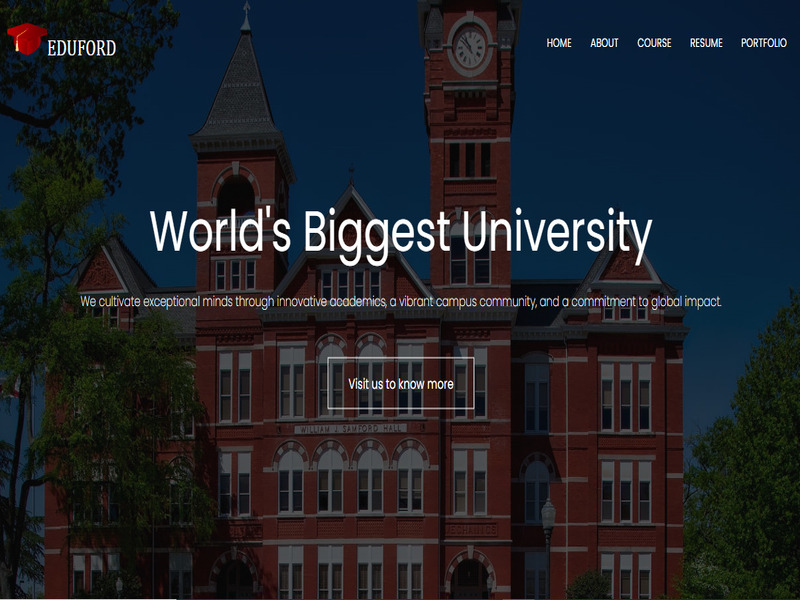 EDUFORD
HOME ABOUT COURSE RESUME PORTFOLIO
World's Biggest University
We cultivate exceptional minds through innovative academics, a vibrant campus community, and a commitment to global impact.
Visit us to know more
WILLIAM J. SAMFORD HALL
MECHANICS